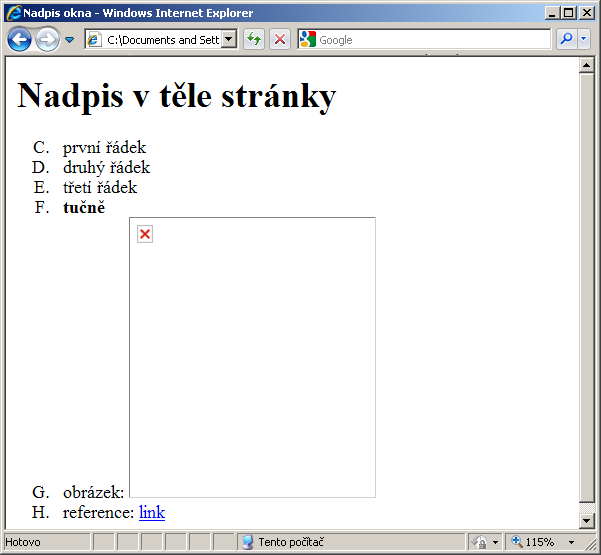 Nadpis okna - Windows Internet Explorer
C:\Documents and Sett
Google
Nadpis v těle stránky
C. první řádek
D. druhý řádek
E. třetí řádek
F. tučně
G. obrázek:
H. reference: link
Hotovo
Tento počítač
115%